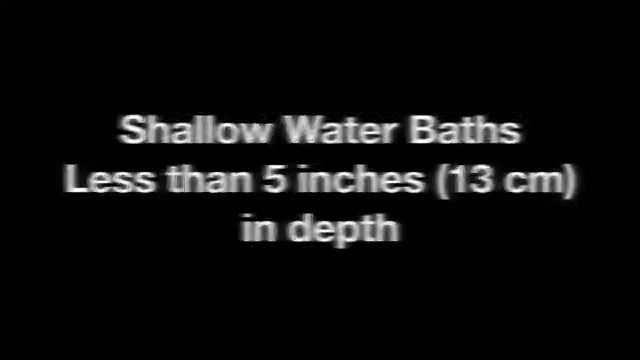 Shallow Water Baths
Less than 5 inches (13 cm)
in depth